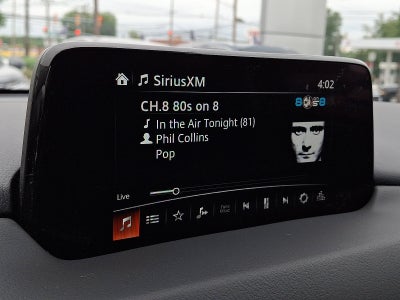 SiriusXM
4:02
CH.8 80s on 8
In the Air Tonight (81)
Phil Collins
Pop
Live